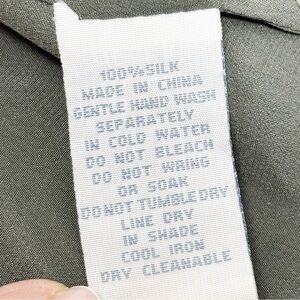 100%SILK
MADE IN CHINA
GENTLE HAND WASH
SEPARATELY
IN COLD WATER
DO NOT BLEACH
DO NOT WRING
OR SOAK
DO NOT TUMBLE DRY
LINE DRY
IN SHADE
COOL IRON
DRY CLEANABLE